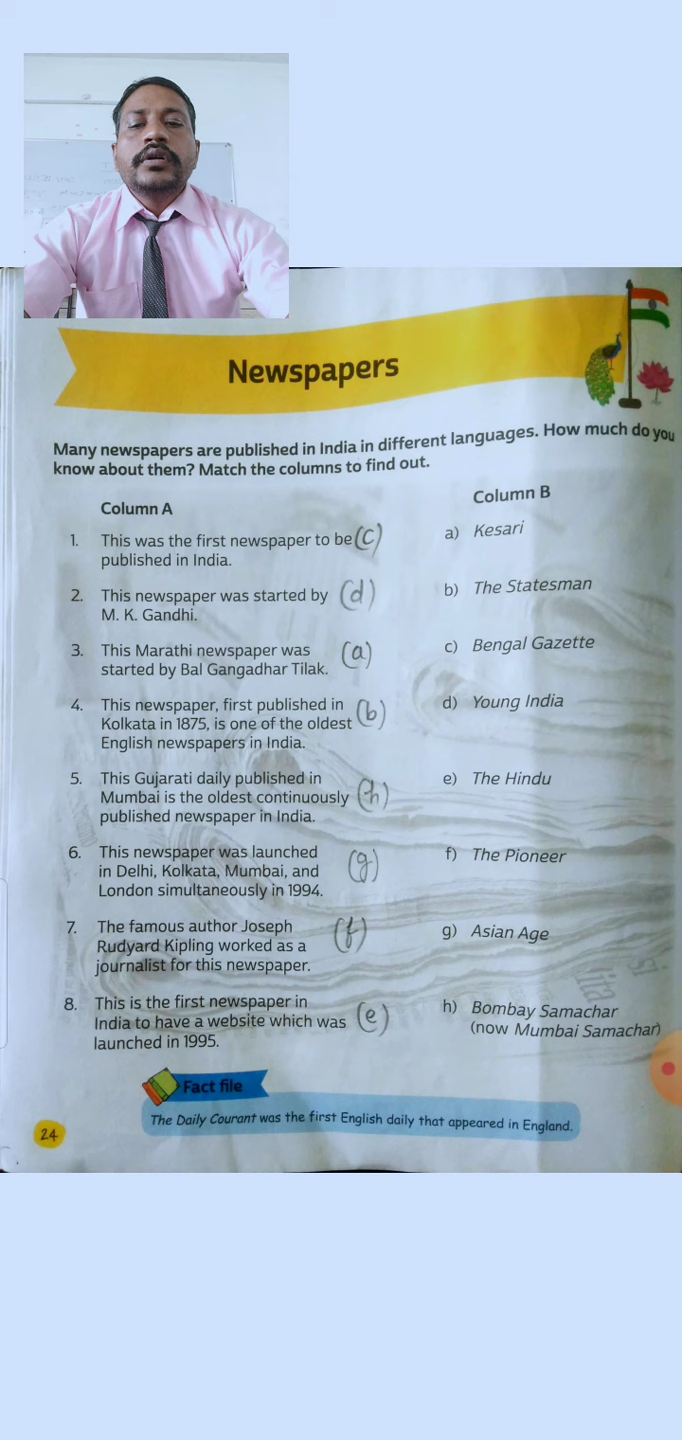 Newspapers
Many newspapers are published in India in different languages. How much do you
know about them? Match the columns to find out.
Column A
1. This was the first newspaper to be (c)
published in India.
2. This newspaper was started by (d)
M. K. Gandhi.
3. This Marathi newspaper was (a)
started by Bal Gangadhar Tilak.
4. This newspaper, first published in (b)
Kolkata in 1875, is one of the oldest
English newspapers in India.
5. This Gujarati daily published in (h)
Mumbai is the oldest continuously
published newspaper in India.
6. This newspaper was launched (g)
in Delhi, Kolkata, Mumbai, and
London simultaneously in 1994.
7. The famous author Joseph (f)
Rudyard Kipling worked as a
journalist for this newspaper.
8. This is the first newspaper in (e)
India to have a website which was
launched in 1995.
Column B
a) Kesari
b) The Statesman
c) Bengal Gazette
d) Young India
e) The Hindu
f) The Pioneer
g) Asian Age
h) Bombay Samachar
(now Mumbai Samachar)
Fact file
The Daily Courant was the first English daily that appeared in England.
24